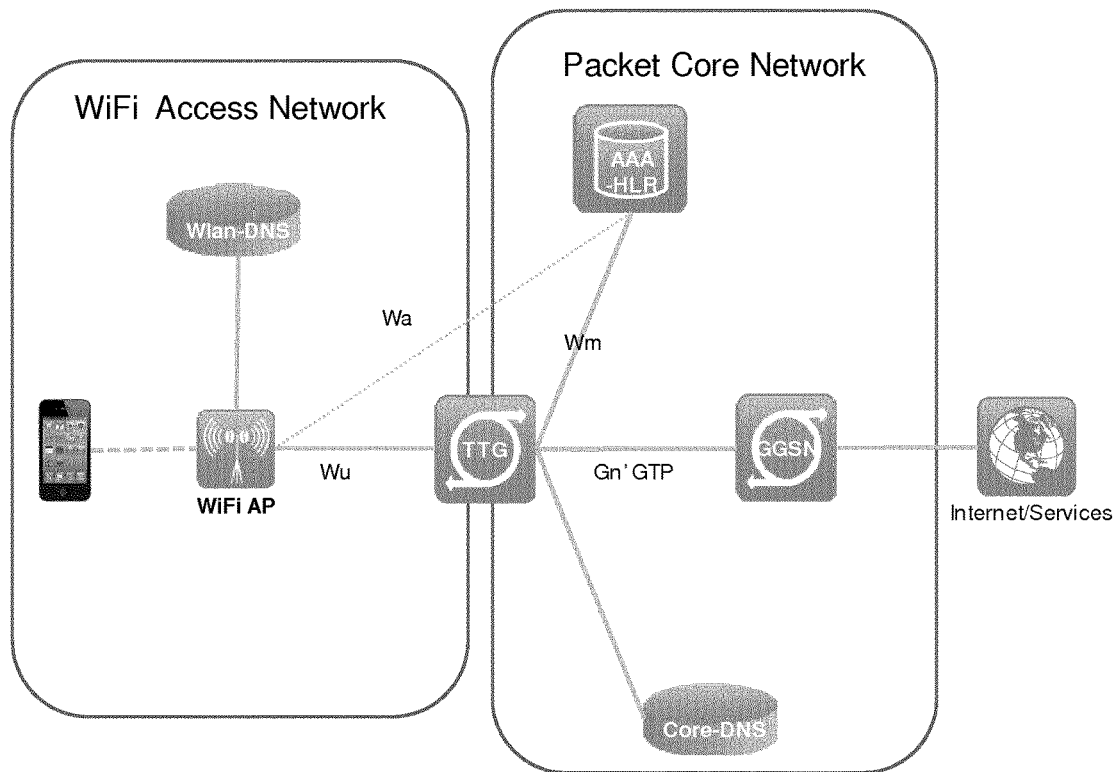 Packet Core Network
WiFi Access Network
AAA
-HLR
Wlan-DNS
Wa
Wm
TTG
GGSN
Wu
Gn' GTP
WiFi AP
Internet/Services
Core-DNS